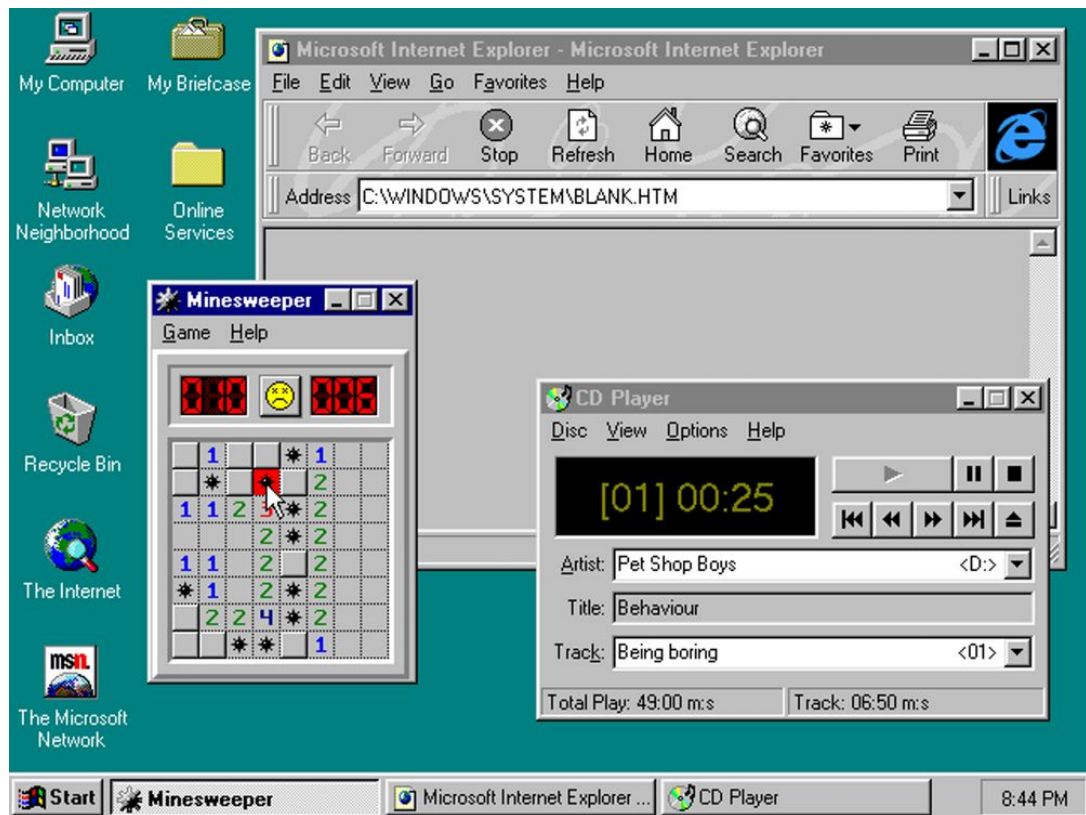 My Computer
My Briefcase
Network
Neighborhood
Online
Services
Inbox
Recycle Bin
The Internet
msn.
The Microsoft
Network
Microsoft Internet Explorer - Microsoft Internet Explorer
File Edit View Go Favorites Help
Back Forward Stop Refresh Home Search Favorites Print
Address C:\WINDOWS\SYSTEM\BLANK.HTM Links
Minesweeper
Game Help
010 006
1 1
2
1 1 2 3 2
2 2
1 1 2 2
1 2 2
2 2 4 2
1
CD Player
Disc View Options Help
[01] 00:25
Artist: Pet Shop Boys <D:>
Title: Behaviour
Track: Being boring <01>
Total Play: 49:00 m:s Track: 06:50 m:s
Start Minesweeper Microsoft Internet Explorer ... CD Player 8:44 PM